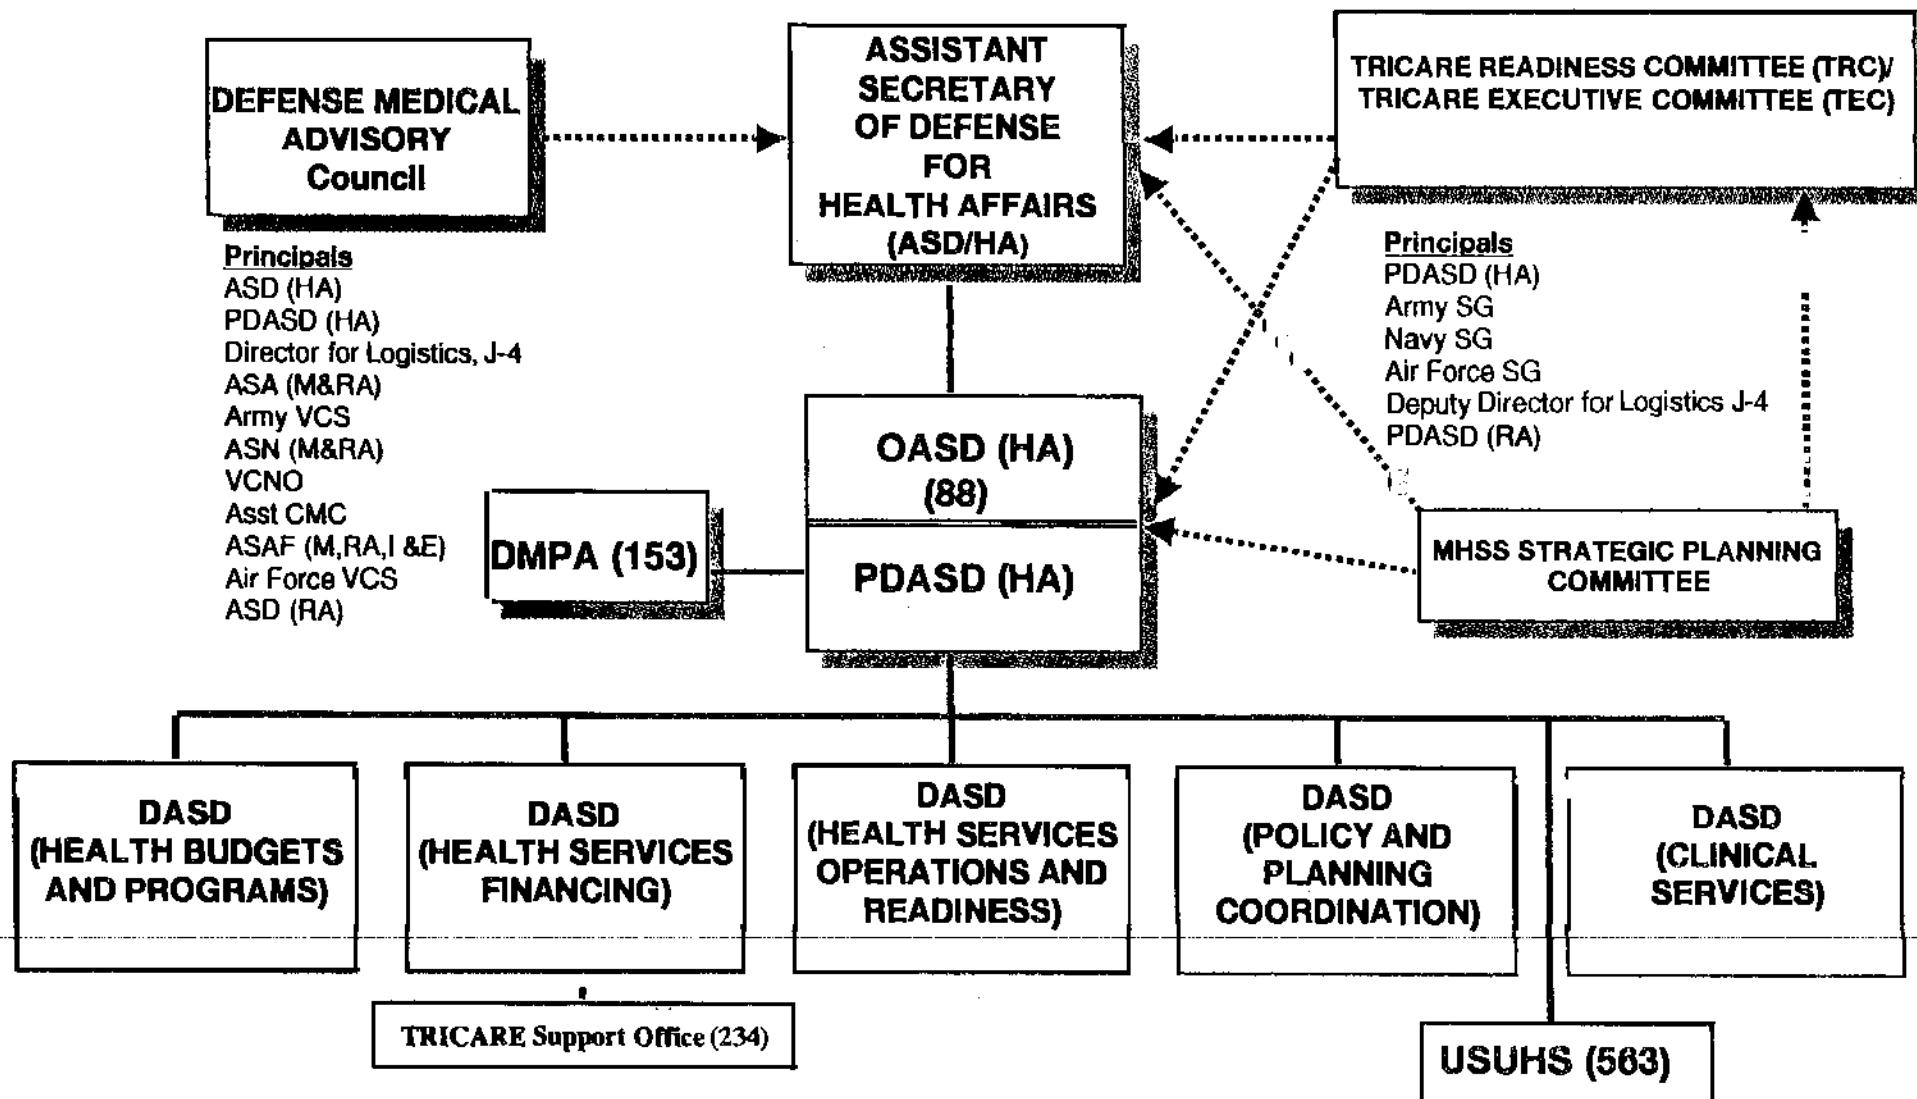 DEFENSE MEDICAL
ADVISORY
Council
Principals
ASD (HA)
PDASD (HA)
Director for Logistics, J-4
ASA (M&RA)
Army VCS
ASN (M&RA)
VCNO
Asst CMC
ASAF (M,RA,I &E)
Air Force VCS
ASD (RA)
ASSISTANT
SECRETARY
OF DEFENSE
FOR
HEALTH AFFAIRS
(ASD/HA)
TRICARE READINESS COMMITTEE (TRC)/
TRICARE EXECUTIVE COMMITTEE (TEC)
Principals
PDASD (HA)
Army SG
Navy SG
Air Force SG
Deputy Director for Logistics J-4
PDASD (RA)
OASD (HA)
(88)
PDASD (HA)
DMPA (153)
MHSS STRATEGIC PLANNING
COMMITTEE
DASD
(HEALTH BUDGETS
AND PROGRAMS)
DASD
(HEALTH SERVICES
FINANCING)
DASD
(HEALTH SERVICES
OPERATIONS AND
READINESS)
DASD
(POLICY AND
PLANNING
COORDINATION)
DASD
(CLINICAL
SERVICES)
TRICARE Support Office (234)
USUHS (563)